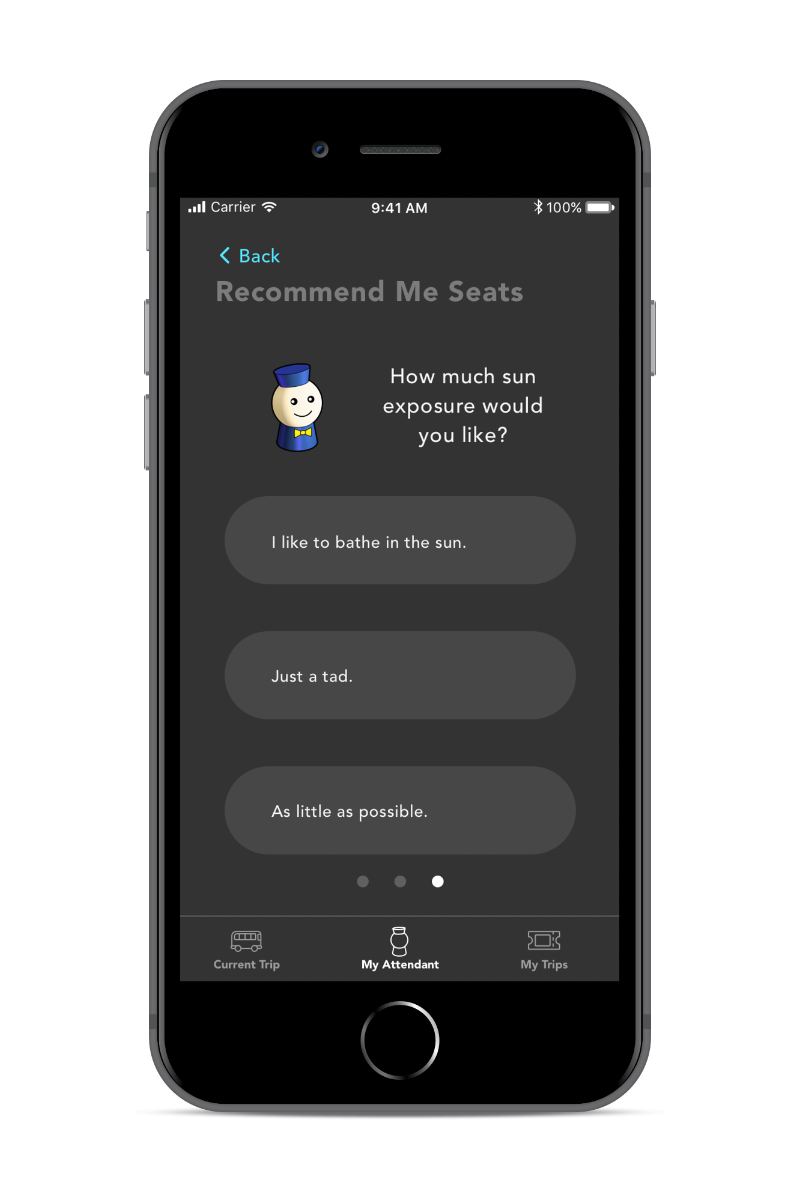 Carrier 9:41 AM 100%
Back
Recommend Me Seats
How much sun
exposure would
you like?
I like to bathe in the sun.
Just a tad.
As little as possible.
Current Trip My Attendant My Trips